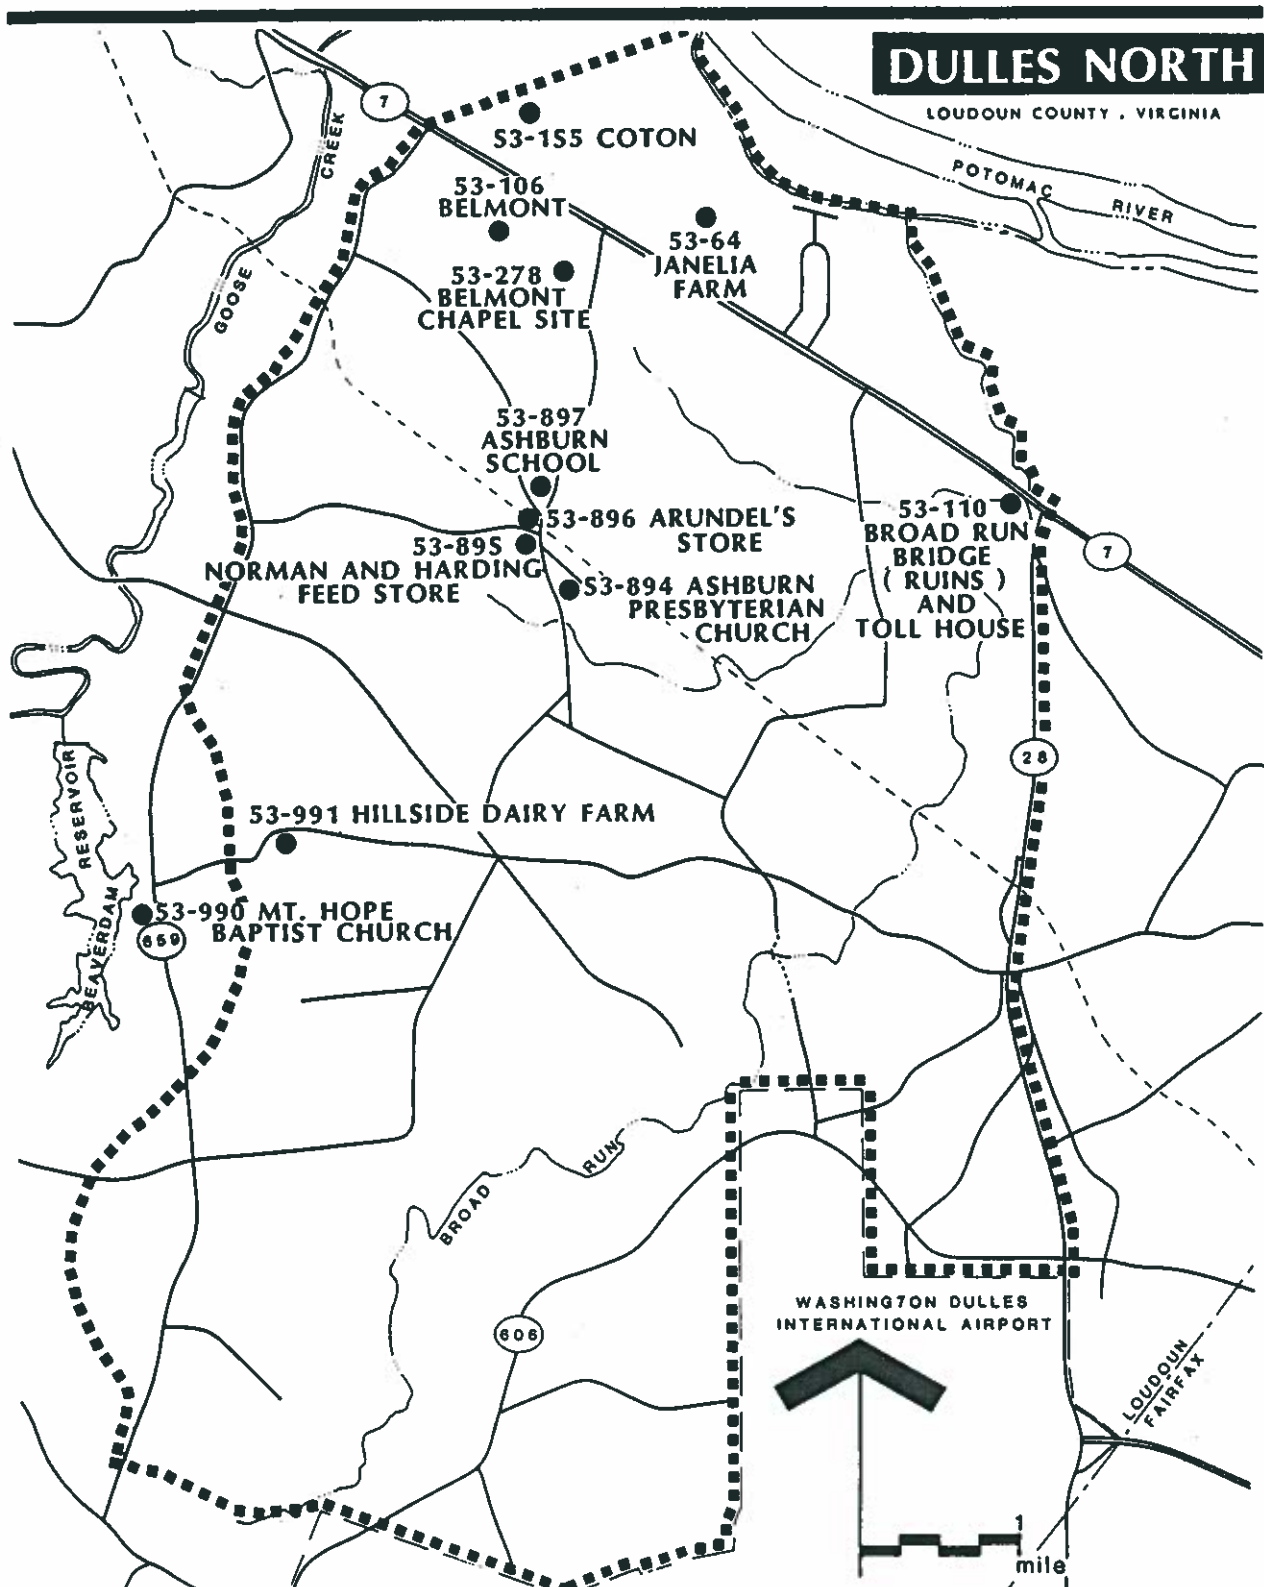 DULLES NORTH
LOUDOUN COUNTY, VIRGINIA
7
CREEK
53-155 COTON
POTOMAC
RIVER
53-106
BELMONT
53-64
JANELIA
FARM
53-278
BELMONT
CHAPEL SITE
GOOSE
53-897
ASHBURN
SCHOOL
53-896 ARUNDEL'S
STORE
53-110
BROAD RUN
BRIDGE
( RUINS )
AND
TOLL HOUSE
7
53-895
NORMAN AND HARDING
FEED STORE
53-894 ASHBURN
PRESBYTERIAN
CHURCH
28
RESERVOIR
BEAVERDAM
53-991 HILLSIDE DAIRY FARM
53-990 MT. HOPE
BAPTIST CHURCH
659
BROAD
RUN
606
WASHINGTON DULLES
INTERNATIONAL AIRPORT
LOUDOUN
FAIRFAX
1
mile